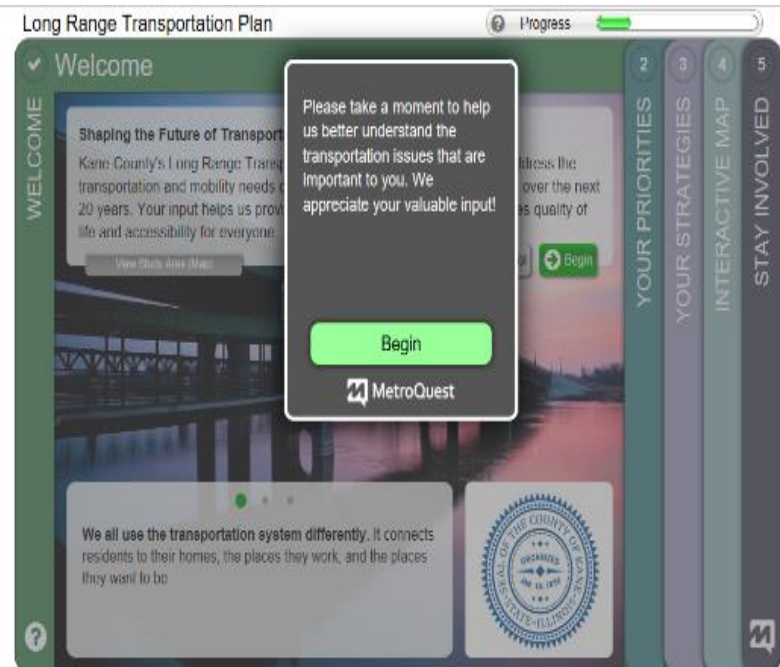 Long Range Transportation Plan
Progress
Welcome
WELCOME
Shaping the Future of Transport
Kane County's Long Range Transp
dress the
transportation and mobility needs
over the next
20 years. Your input helps us prov
as quality of
life and accessibility for everyone.
View Study Area (Map)
Begin
Please take a moment to help
us better understand the
transportation issues that are
important to you. We
appreciate your valuable input!
Begin
MetroQuest
We all use the transportation system differently. It connects
residents to their homes, the places they work, and the places
they want to be
SEAL OF THE COUNTY OF KANE
STATE-ILLINOIS
ORGANIZED
2
YOUR PRIORITIES
3
YOUR STRATEGIES
4
INTERACTIVE MAP
5
STAY INVOLVED
?